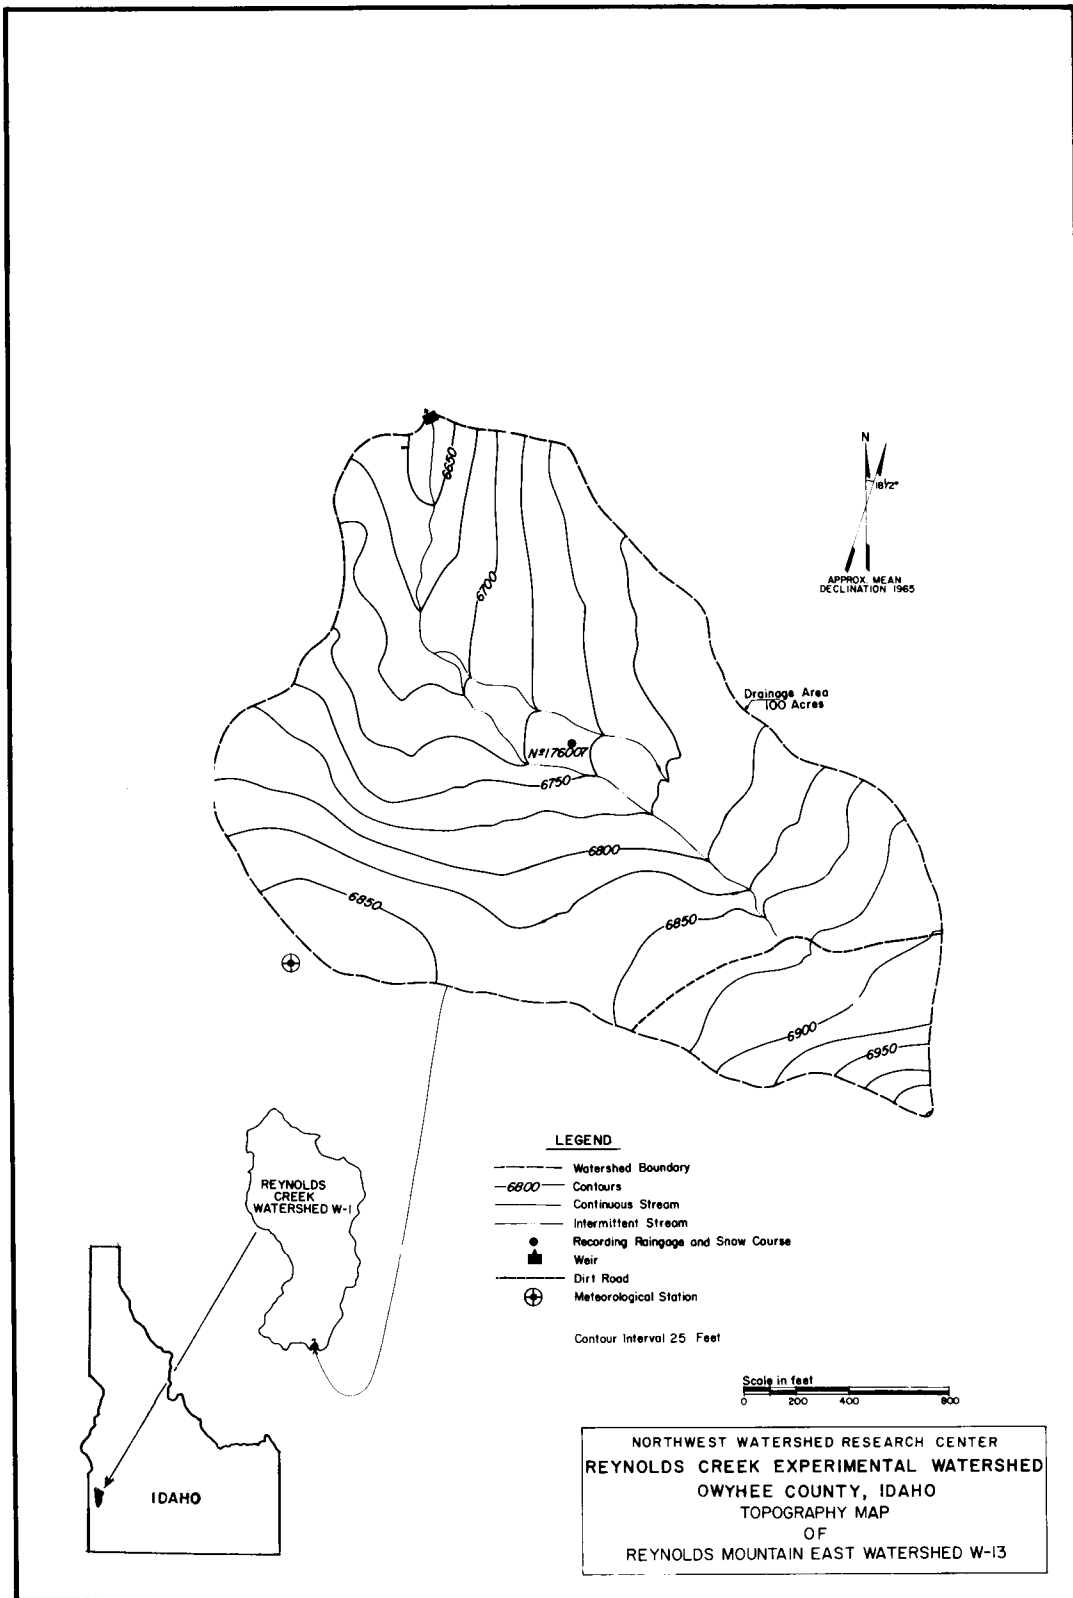 6650
N
18½°
6700
APPROX. MEAN
DECLINATION 1965
Drainage Area
100 Acres
Nº176007
6750
6800
6850
6850
6900
6950
LEGEND
Watershed Boundary
6800 Contours
Continuous Stream
Intermittent Stream
Recording Raingage and Snow Course
Weir
Dirt Road
Meteorological Station
Contour Interval 25 Feet
REYNOLDS
CREEK
WATERSHED W-1
IDAHO
Scale in feet
0 200 400 800
NORTHWEST WATERSHED RESEARCH CENTER
REYNOLDS CREEK EXPERIMENTAL WATERSHED
OWYHEE COUNTY, IDAHO
TOPOGRAPHY MAP
OF
REYNOLDS MOUNTAIN EAST WATERSHED W-13